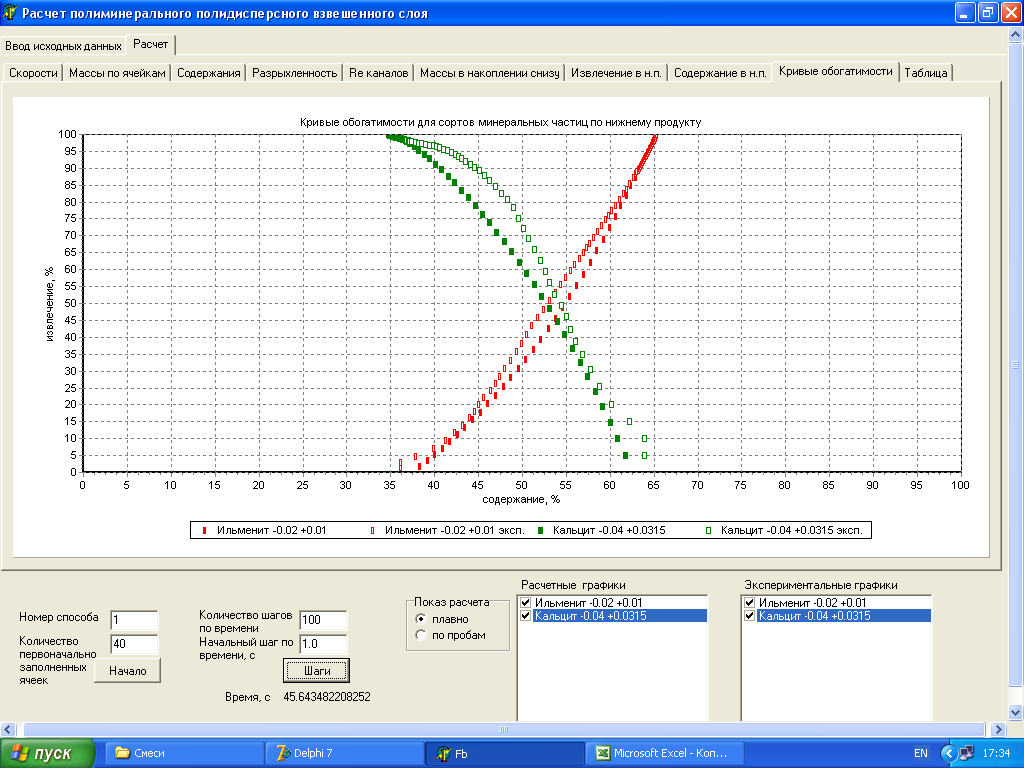 Расчет полиминерального полидисперсного взвешенного слоя
Ввод исходных данных Расчет
Скорости Массы по ячейкам Содержания Разрыхленность Re каналов Массы в накоплении снизу Извлечение в н.п. Содержание в н.п. Кривые обогатимости Таблица
Кривые обогатимости для сортов минеральных частиц по нижнему продукту
100
95
90
85
80
75
70
65
60
55
50
45
40
35
30
25
20
15
10
5
0
извлечение, %
0 5 10 15 20 25 30 35 40 45 50 55 60 65 70 75 80 85 90 95 100
содержание, %
Ильменит -0.02 +0.01 Ильменит -0.02 +0.01 эксп. Кальцит -0.04 +0.0315 Кальцит -0.04 +0.0315 эксп.
Номер способа 1
Количество первоначально заполненных ячеек 40
Начало
Количество шагов по времени 100
Начальный шаг по времени, с 1.0
Шаги
Время, с 45.643482208252
Показ расчета
плавно
по пробам
Расчетные графики
Ильменит -0.02 +0.01
Кальцит -0.04 +0.0315
Экспериментальные графики
Ильменит -0.02 +0.01
Кальцит -0.04 +0.0315
пуск Смеси Delphi 7 Fb Microsoft Excel - Коп... EN 17:34